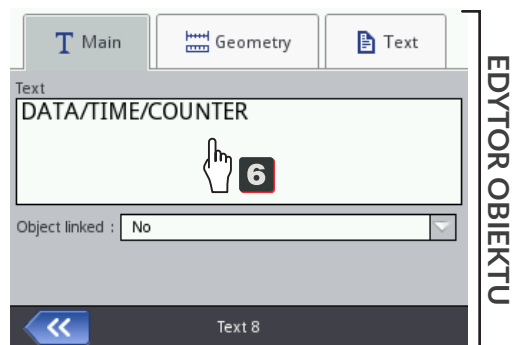 Main
Geometry
Text
Text
DATA/TIME/COUNTER
6
Object linked : No
Text 8
EDYTOR OBIEKTU